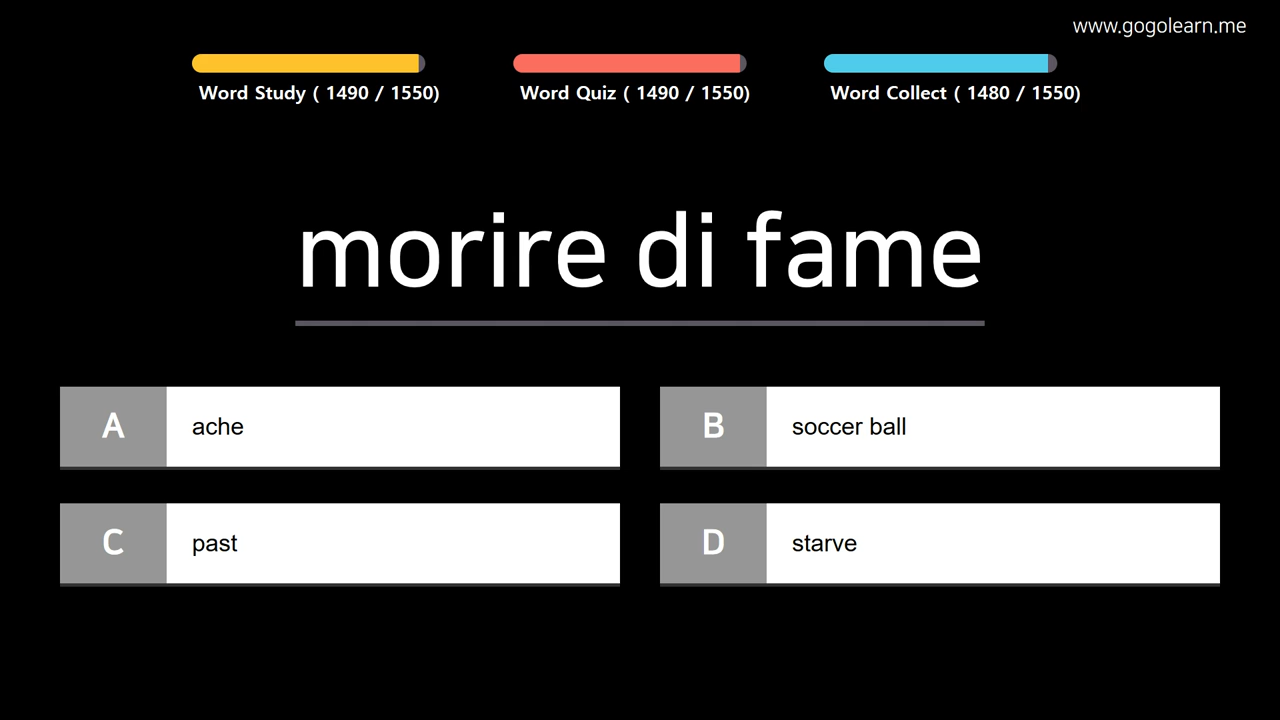 www.gogolearn.me
Word Study ( 1490 / 1550)
Word Quiz ( 1490 / 1550)
Word Collect ( 1480 / 1550)
morire di fame
A
ache
B
soccer ball
C
past
D
starve